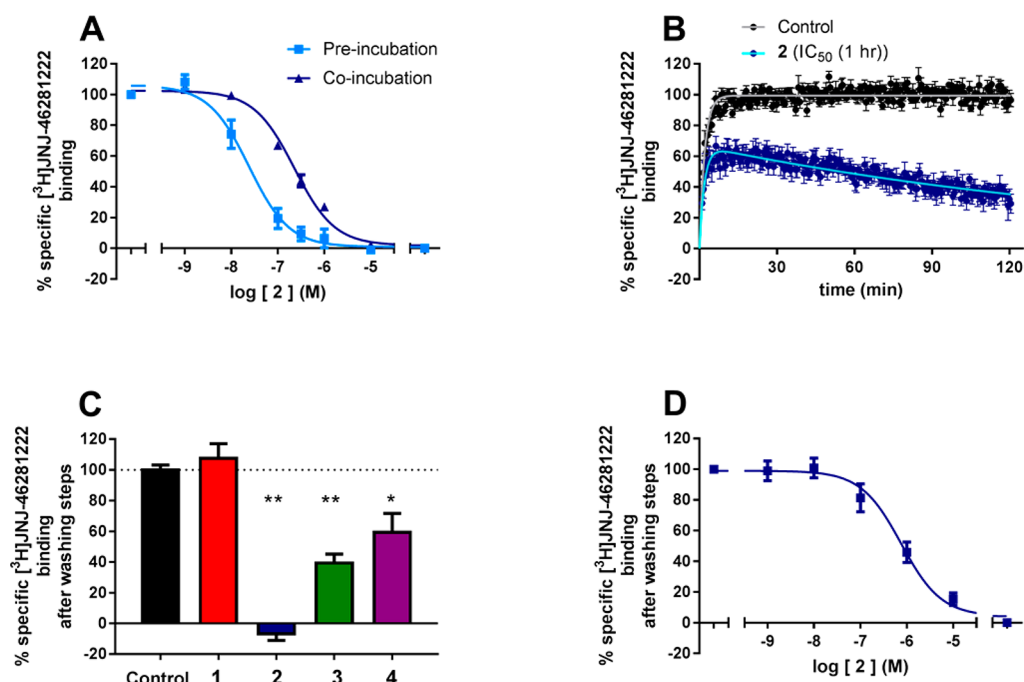 A
Pre-incubation
Co-incubation
% specific [³H]JNJ-46281222
binding
120
100
80
60
40
20
0
-20
-9 -8 -7 -6 -5
log [ 2 ] (M)
B
Control
2 (IC₅₀ (1 hr))
% specific [³H]JNJ-46281222
binding
120
100
80
60
40
20
0
-20
30 60 90 120
time (min)
C
% specific [³H]JNJ-46281222
binding
after washing steps
120
100
80
60
40
20
0
-20
** ** *
Control 1 2 3 4
D
% specific [³H]JNJ-46281222
binding
after washing steps
120
100
80
60
40
20
0
-20
-9 -8 -7 -6 -5
log [ 2 ] (M)